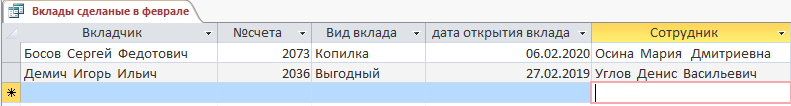 Вклады сделаные в феврале
Вкладчик №счета Вид вклада дата открытия вклада Сотрудник
Босов Сергей Федотович 2073 Копилка 06.02.2020 Осина Мария Дмитриевна
Демич Игорь Ильич 2036 Выгодный 27.02.2019 Углов Денис Васильевич